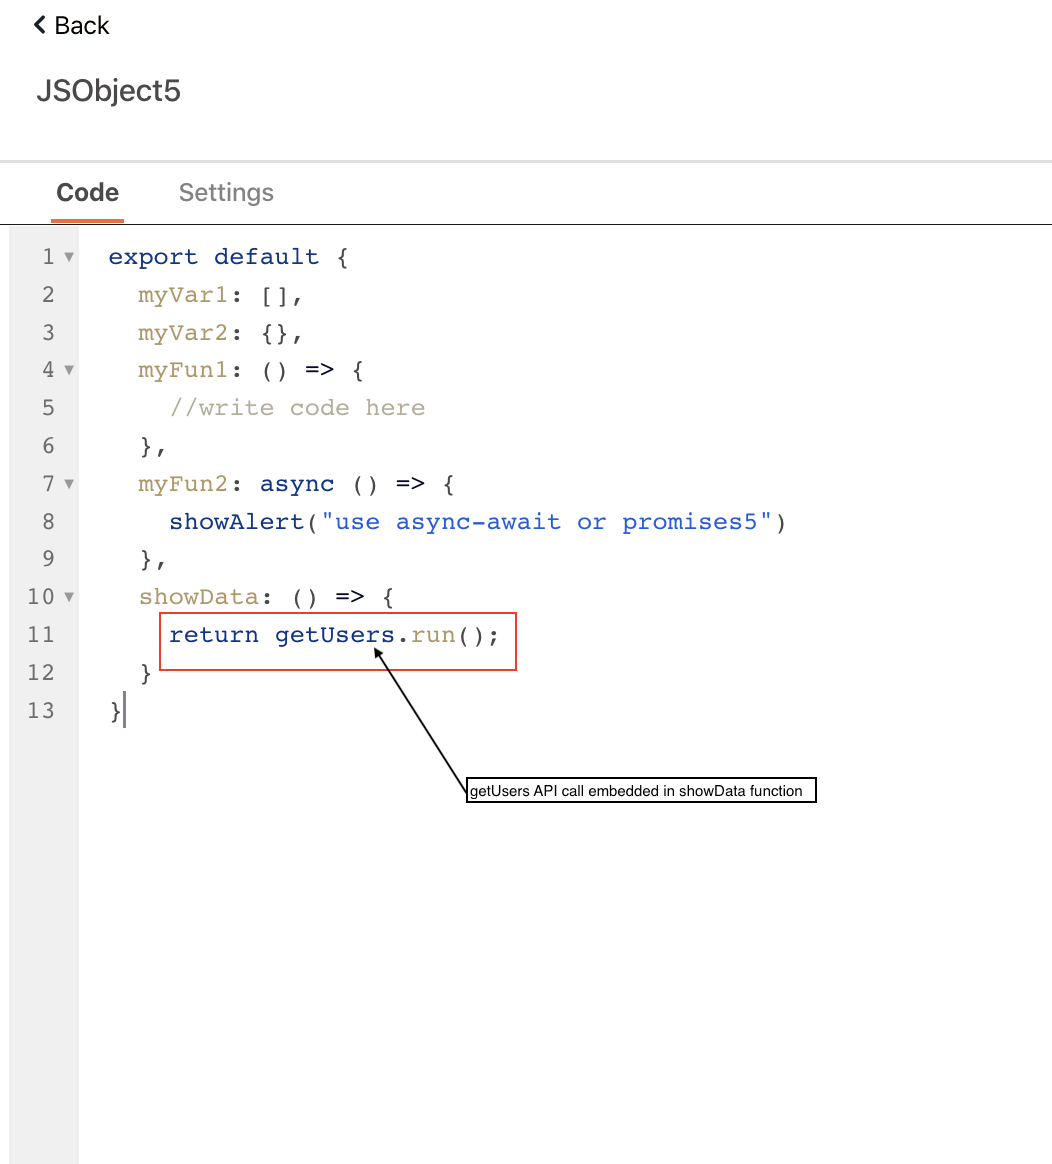 Back
JSObject5
Code Settings
1 export default {
2   myVar1: [],
3   myVar2: {},
4   myFun1: () => {
5     //write code here
6   },
7   myFun2: async () => {
8     showAlert("use async-await or promises5")
9   },
10   showData: () => {
11     return getUsers.run();
12   }
13 }
getUsers API call embedded in showData function